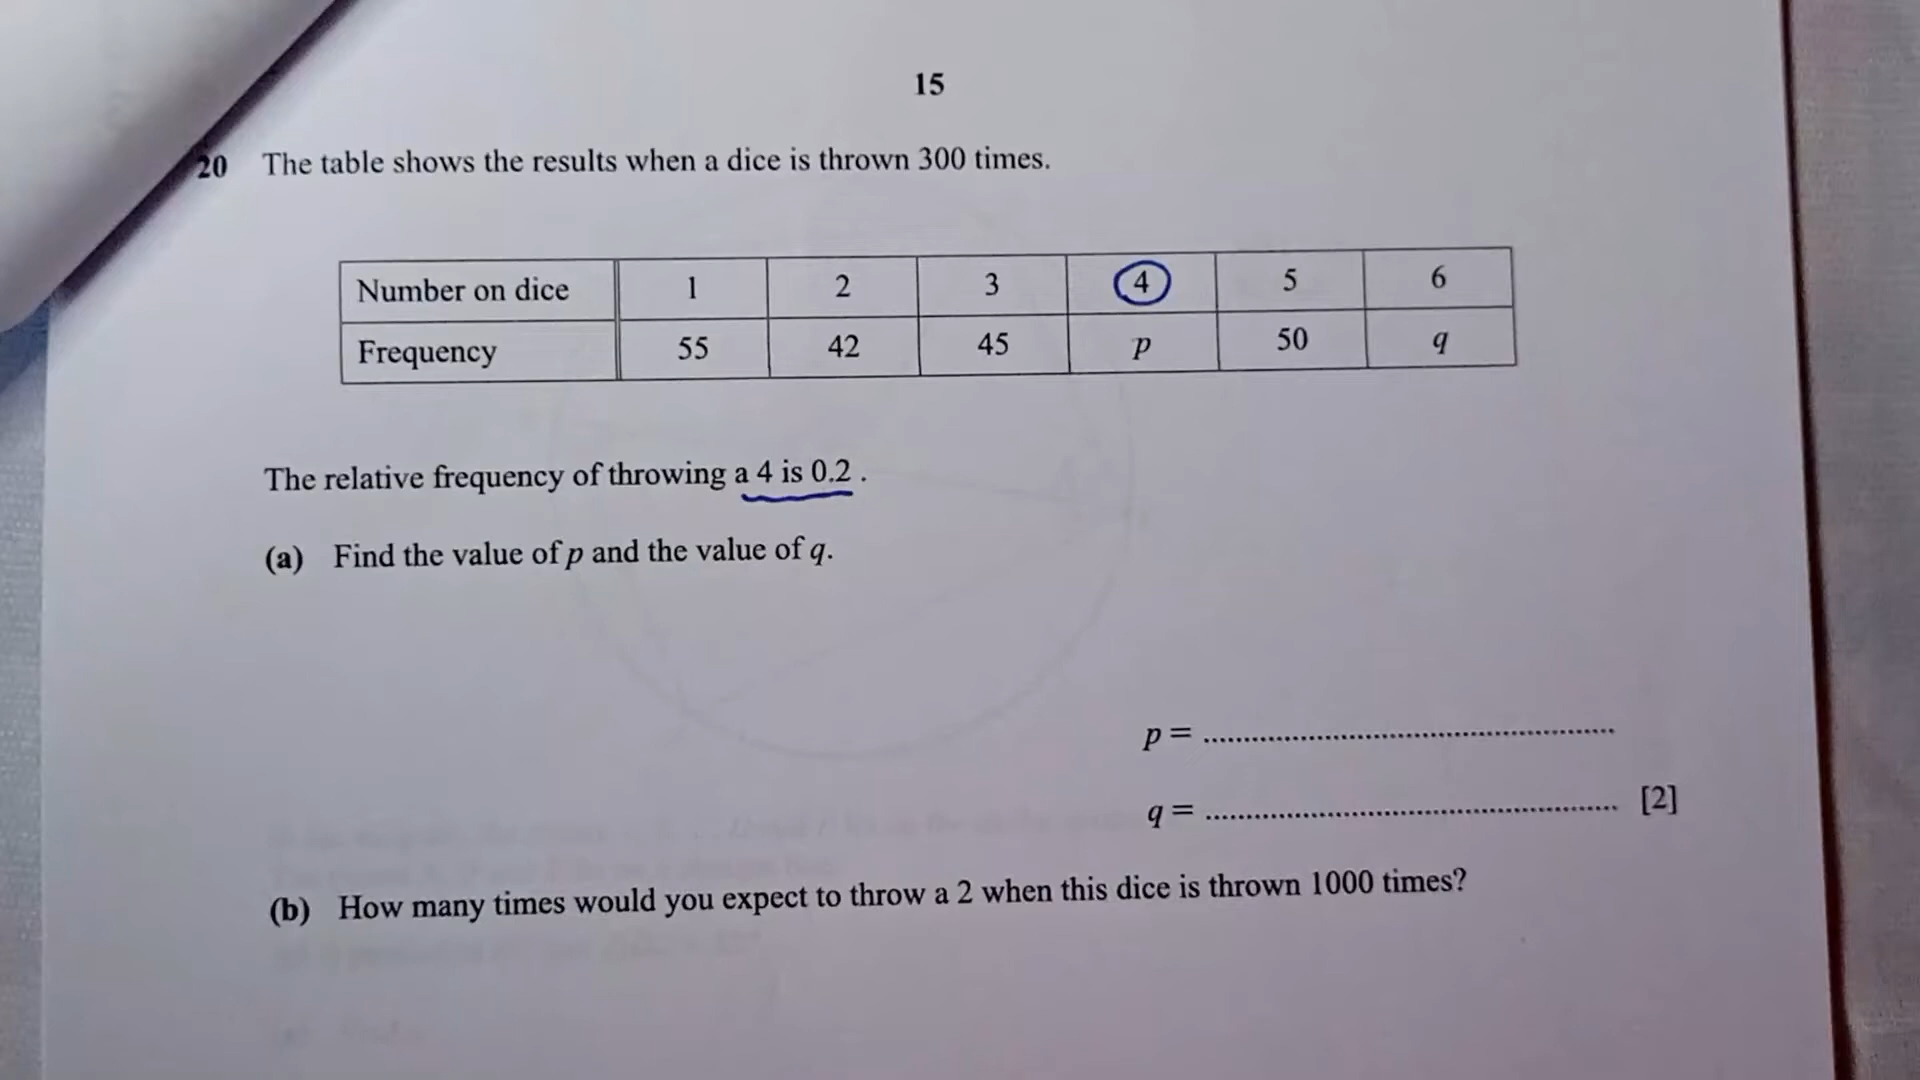 15
20 The table shows the results when a dice is thrown 300 times.
Number on dice 1 2 3 4 5 6
Frequency 55 42 45 p 50 q
The relative frequency of throwing a 4 is 0.2 .
(a) Find the value of p and the value of q.
p = ........................................................
q = ........................................................ [2]
(b) How many times would you expect to throw a 2 when this dice is thrown 1000 times?